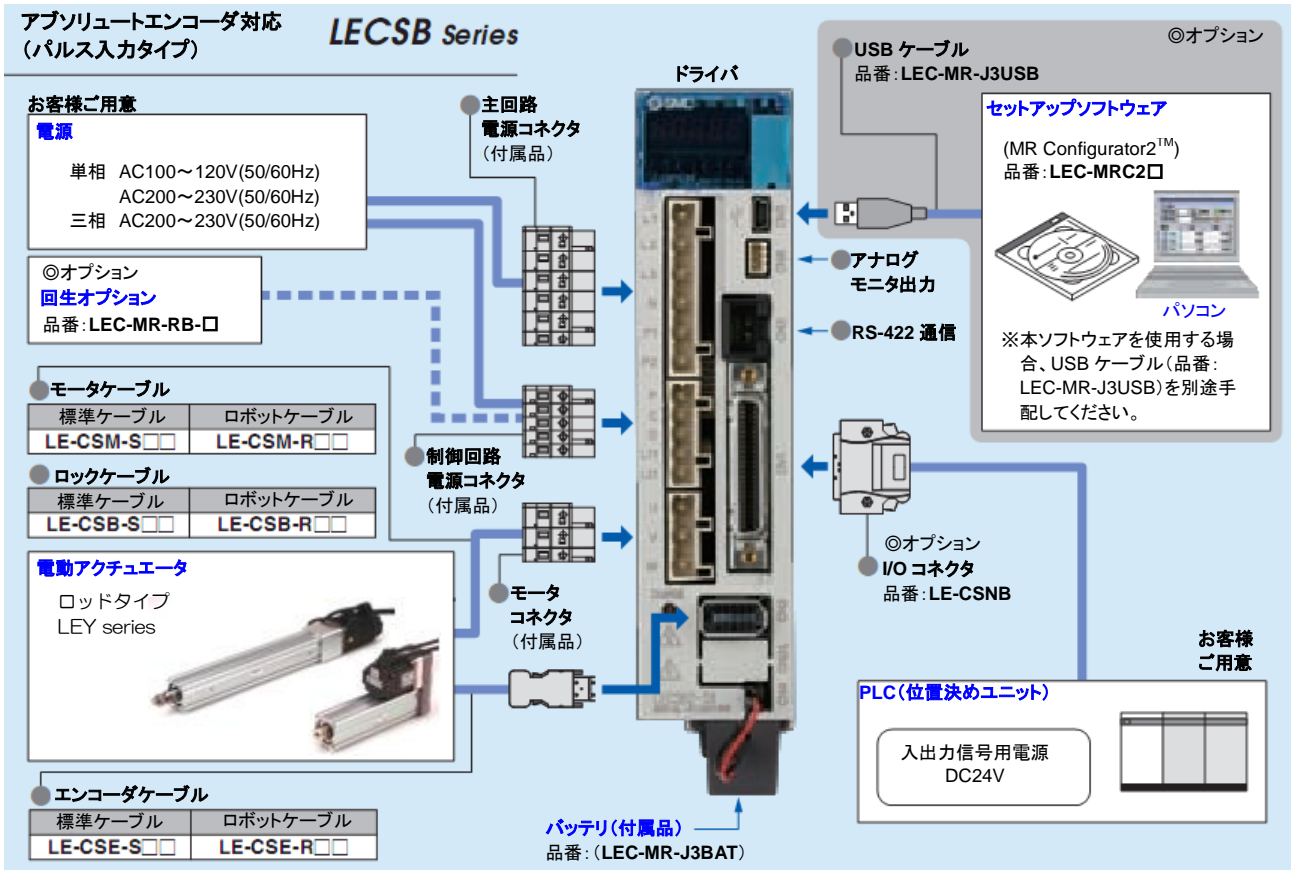 アブソリュートエンコーダ対応
（パルス入力タイプ）
LECSB Series
お客様ご用意
電源
単相 AC100～120V(50/60Hz)
AC200～230V(50/60Hz)
三相 AC200～230V(50/60Hz)
◎オプション
回生オプション
品番：LEC-MR-RB-□
●モータケーブル
標準ケーブル ロボットケーブル
LE-CSM-S□□ LE-CSM-R□□
●ロックケーブル
標準ケーブル ロボットケーブル
LE-CSB-S□□ LE-CSB-R□□
電動アクチュエータ
ロッドタイプ
LEY series
●エンコーダケーブル
標準ケーブル ロボットケーブル
LE-CSE-S□□ LE-CSE-R□□
●主回路
電源コネクタ
（付属品）
●制御回路
電源コネクタ
（付属品）
●モータ
コネクタ
（付属品）
ドライバ
SMC
バッテリ（付属品）
品番：（LEC-MR-J3BAT）
◎オプション
●USB ケーブル
品番：LEC-MR-J3USB
セットアップソフトウェア
(MR Configurator2TM)
品番：LEC-MRC2□
パソコン
※本ソフトウェアを使用する場
合、USB ケーブル（品番：
LEC-MR-J3USB）を別途手
配してください。
●アナログ
モニタ出力
●RS-422 通信
◎オプション
●I/O コネクタ
品番：LE-CSNB
お客様
ご用意
PLC（位置決めユニット）
入出力信号用電源
DC24V